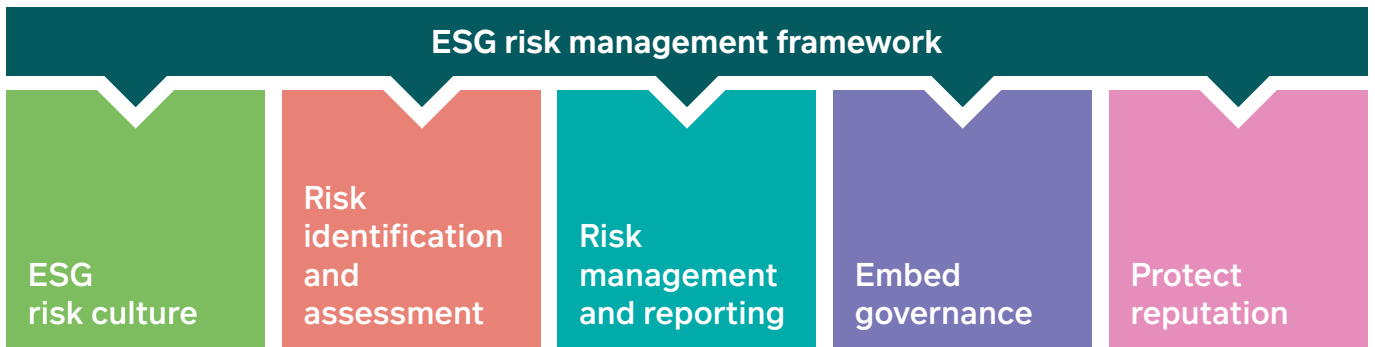 ESG risk management framework
ESG
risk culture
Risk
identification
and
assessment
Risk
management
and reporting
Embed
governance
Protect
reputation